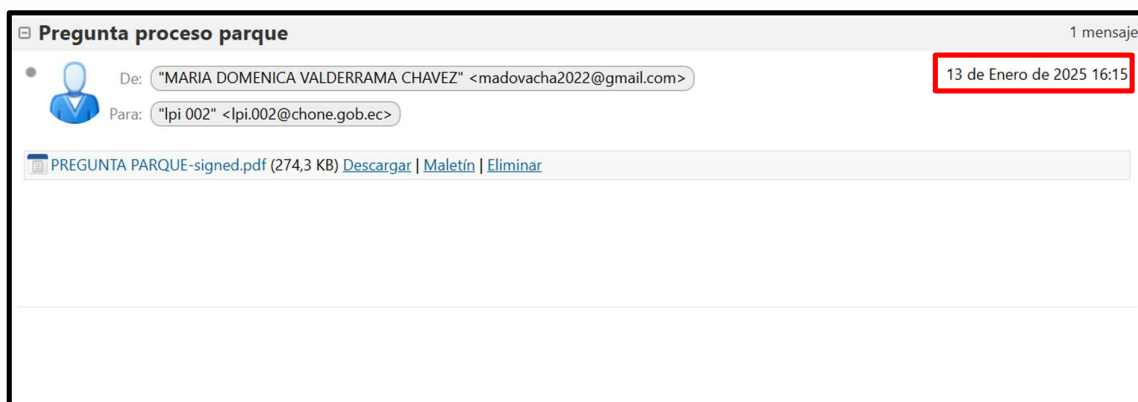 Pregunta proceso parque
1 mensaje
De: "MARIA DOMENICA VALDERRAMA CHAVEZ" <madovacha2022@gmail.com>
13 de Enero de 2025 16:15
Para: "lpi 002" <lpi.002@chone.gob.ec>
PREGUNTA PARQUE-signed.pdf (274,3 KB) Descargar | Maletín | Eliminar